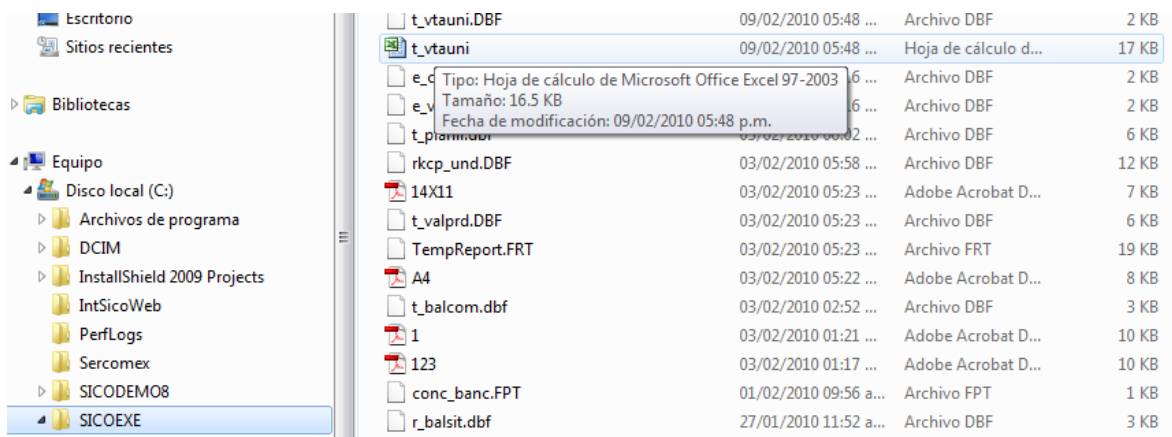 Escritorio
Sitios recientes
Bibliotecas
Equipo
Disco local (C:)
Archivos de programa
DCIM
InstallShield 2009 Projects
IntSicoWeb
PerfLogs
Sercomex
SICODEMO8
SICOEXE
t_vtauni.DBF 09/02/2010 05:48 ... Archivo DBF 2 KB
t_vtauni 09/02/2010 05:48 ... Hoja de cálculo d... 17 KB
Archivo DBF 2 KB
Archivo DBF 2 KB
Archivo DBF 6 KB
Tipo: Hoja de cálculo de Microsoft Office Excel 97-2003
Tamaño: 16.5 KB
Fecha de modificación: 09/02/2010 05:48 p.m.
rkcp_und.DBF 03/02/2010 05:58 ... Archivo DBF 12 KB
14X11 03/02/2010 05:23 ... Adobe Acrobat D... 7 KB
t_valprd.DBF 03/02/2010 05:23 ... Archivo DBF 6 KB
TempReport.FRT 03/02/2010 05:23 ... Archivo FRT 19 KB
A4 03/02/2010 05:22 ... Adobe Acrobat D... 8 KB
t_balcom.dbf 03/02/2010 02:52 ... Archivo DBF 3 KB
1 03/02/2010 01:21 ... Adobe Acrobat D... 10 KB
123 03/02/2010 01:17 ... Adobe Acrobat D... 10 KB
conc_banc.FPT 01/02/2010 09:56 a... Archivo FPT 1 KB
r_balsit.dbf 27/01/2010 11:52 a... Archivo DBF 3 KB